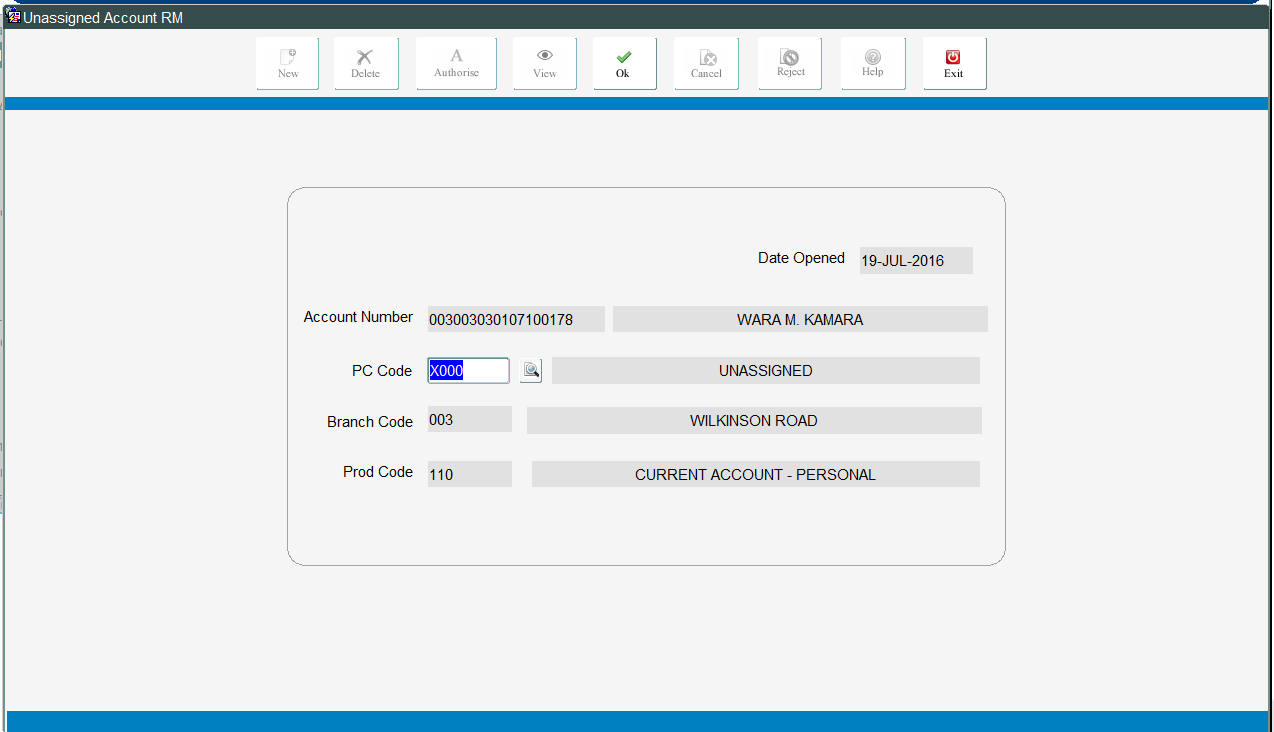 Unassigned Account RM
New Delete Authorise View Ok Cancel Reject Help Exit
Date Opened 19-JUL-2016
Account Number 003003030107100178 WARA M. KAMARA
PC Code X000 UNASSIGNED
Branch Code 003 WILKINSON ROAD
Prod Code 110 CURRENT ACCOUNT - PERSONAL